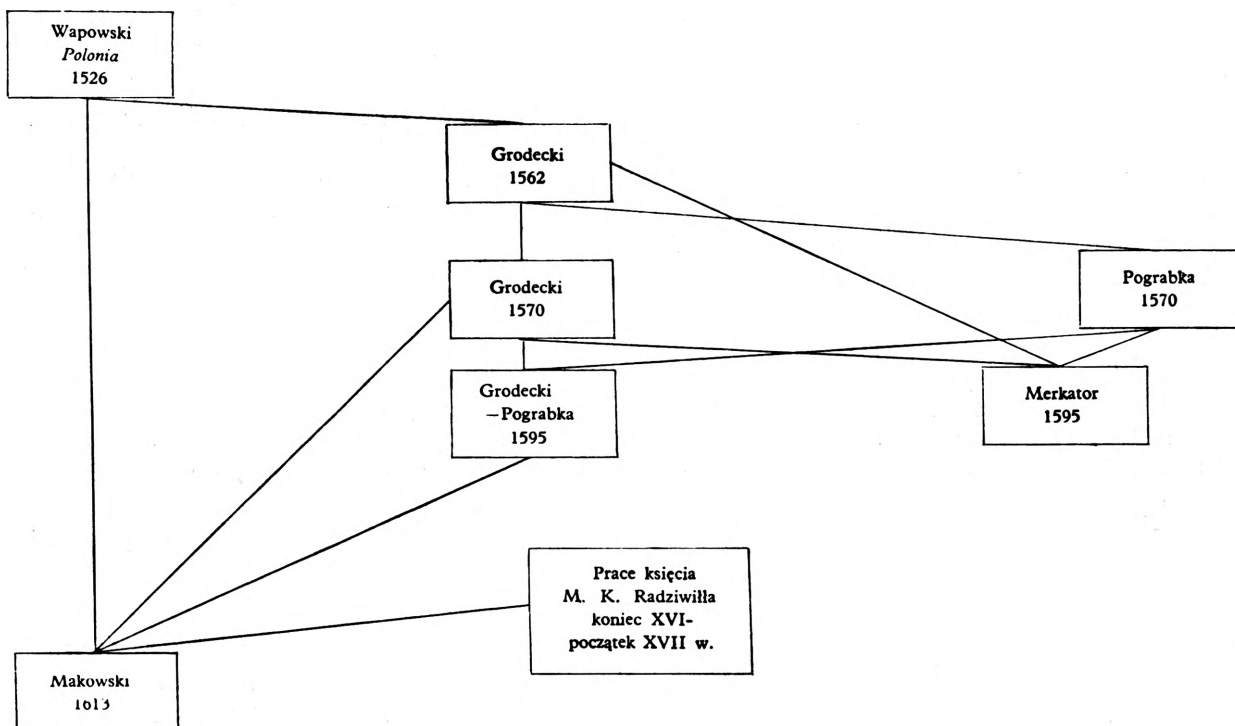 Wapowski
Polonia
1526
Grodecki
1562
Grodecki
1570
Pograbka
1570
Grodecki
—Pograbka
1595
Merkator
1595
Prace księcia
M. K. Radziwiłła
koniec XVI-
początek XVII w.
Makowski
1613